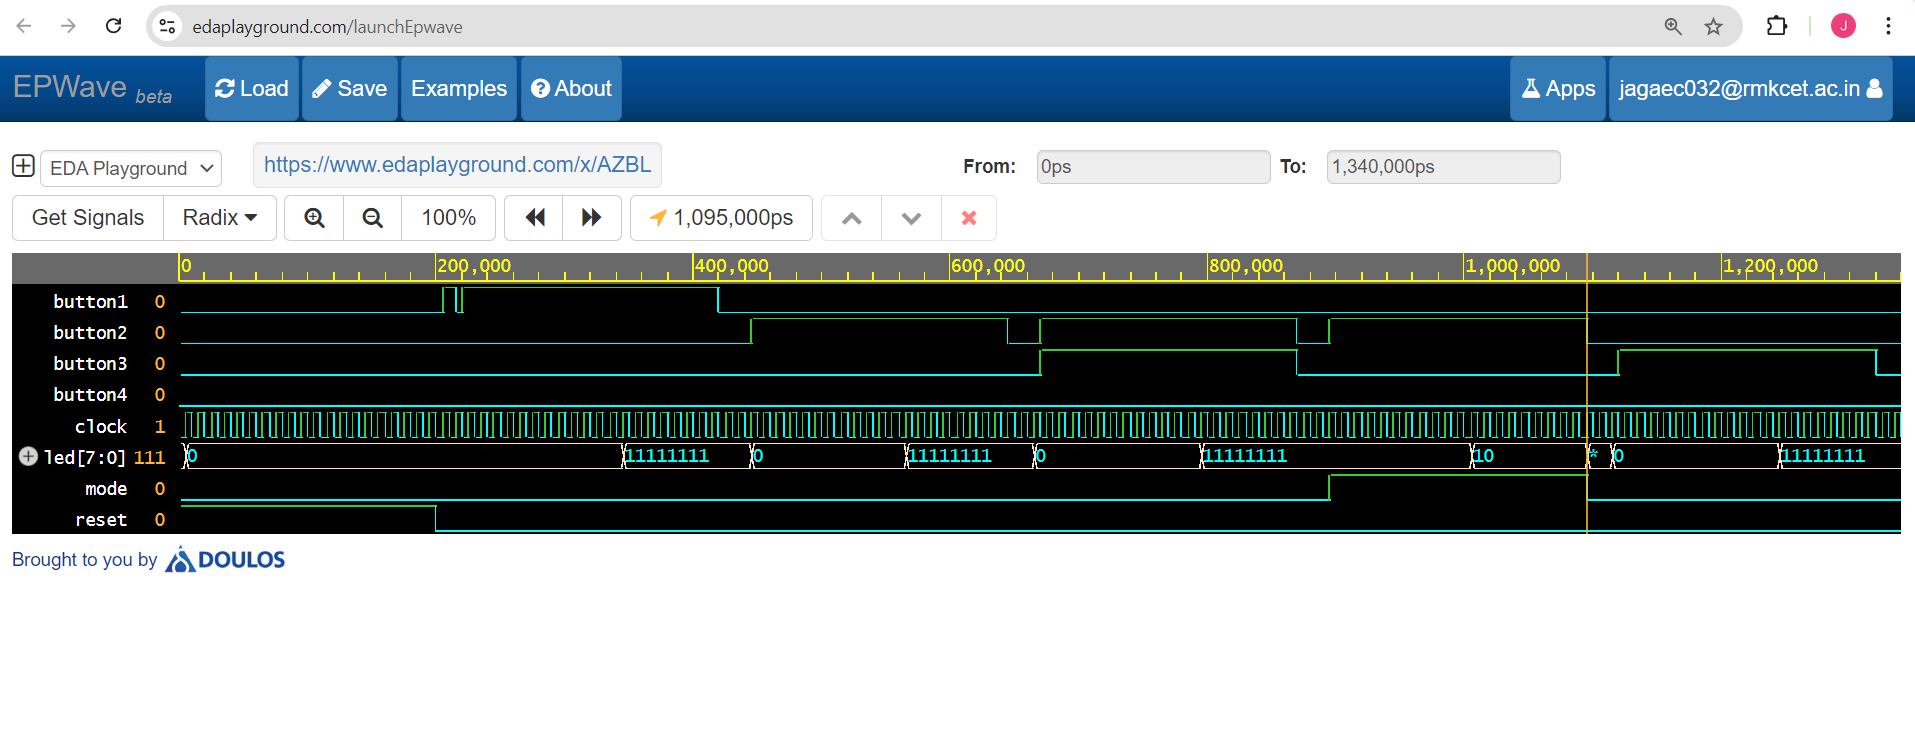 edaplayground.com/launchEpwave
J
EPWave beta Load Save Examples About Apps jagaec032@rmkcet.ac.in
EDA Playground https://www.edaplayground.com/x/AZBL From: 0ps To: 1,340,000ps
Get Signals Radix 100% 1,095,000ps
0 200,000 400,000 600,000 800,000 1,000,000 1,200,000
button1 0
button2 0
button3 0
button4 0
clock 1
led[7:0] 111 0 11111111 0 11111111 0 11111111 10 * 0 11111111
mode 0
reset 0
Brought to you by DOULOS